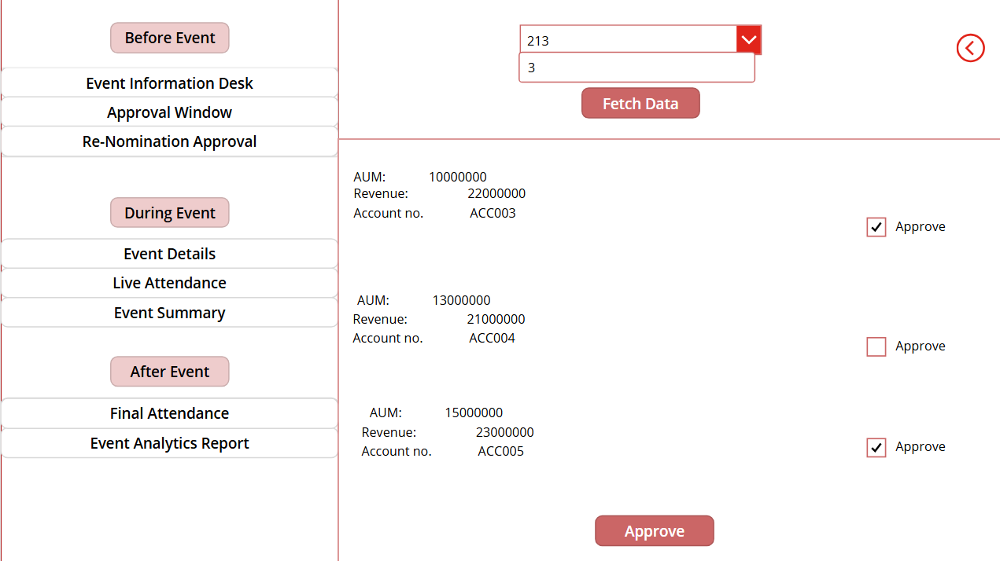 Before Event
Event Information Desk
Approval Window
Re-Nomination Approval
During Event
Event Details
Live Attendance
Event Summary
After Event
Final Attendance
Event Analytics Report
213
3
Fetch Data
AUM: 10000000
Revenue: 22000000
Account no. ACC003
Approve
AUM: 13000000
Revenue: 21000000
Account no. ACC004
Approve
AUM: 15000000
Revenue: 23000000
Account no. ACC005
Approve
Approve